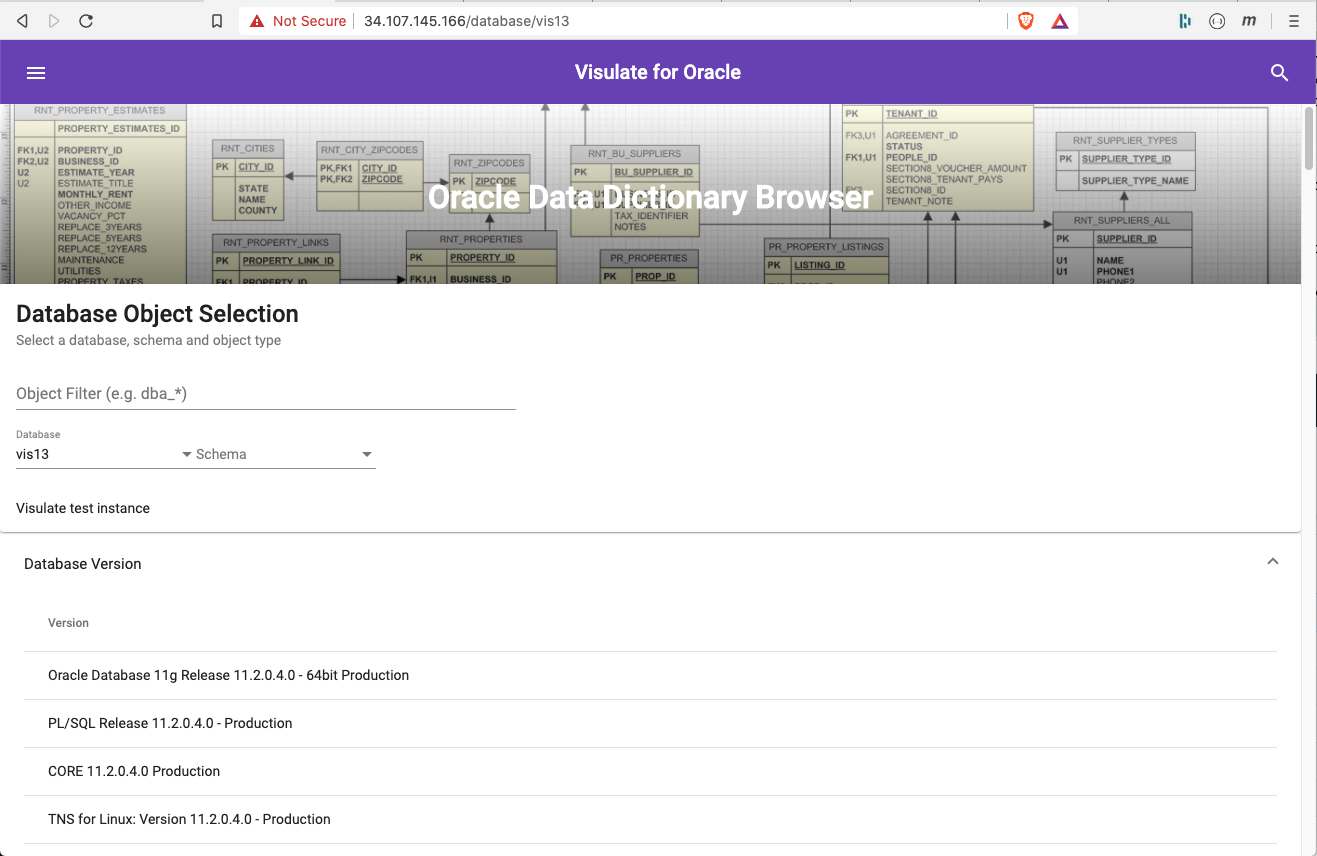 Not Secure
34.107.145.166/database/vis13
m
Visulate for Oracle
RNT_PROPERTY_ESTIMATES
PROPERTY_ESTIMATES_ID
FK1,U2 PROPERTY_ID
FK2,U2 BUSINESS_ID
U2 ESTIMATE_YEAR
U2 ESTIMATE_TITLE
MONTHLY_RENT
OTHER_INCOME
VACANCY_PCT
REPLACE_3YEARS
REPLACE_5YEARS
REPLACE_12YEARS
MAINTENANCE
UTILITIES
PROPERTY_TAXES
RNT_CITIES
PK CITY_ID
STATE
NAME
COUNTY
RNT_CITY_ZIPCODES
PK,FK1 CITY_ID
PK,FK2 ZIPCODE
RNT_ZIPCODES
PK ZIPCODE
RNT_BU_SUPPLIERS
PK BU_SUPPLIER_ID
TAX_IDENTIFIER
NOTES
PK TENANT_ID
FK3,U1 AGREEMENT_ID
STATUS
FK1,U1 PEOPLE_ID
SECTION8_VOUCHER_AMOUNT
SECTION8_TENANT_PAYS
FK2 SECTION8_ID
TENANT_NOTE
RNT_SUPPLIER_TYPES
PK SUPPLIER_TYPE_ID
SUPPLIER_TYPE_NAME
Oracle Data Dictionary Browser
RNT_PROPERTY_LINKS
PK PROPERTY_LINK_ID
FK1 PROPERTY_ID
RNT_PROPERTIES
PK PROPERTY_ID
FK1,I1 BUSINESS_ID
PR_PROPERTIES
PK PROP_ID
PR_PROPERTY_LISTINGS
PK LISTING_ID
RNT_SUPPLIERS_ALL
PK SUPPLIER_ID
U1 NAME
U1 PHONE1
PHONE2
Database Object Selection
Select a database, schema and object type
Object Filter (e.g. dba_*)
Database
vis13 Schema
Visulate test instance
Database Version
Version
Oracle Database 11g Release 11.2.0.4.0 - 64bit Production
PL/SQL Release 11.2.0.4.0 - Production
CORE 11.2.0.4.0 Production
TNS for Linux: Version 11.2.0.4.0 - Production